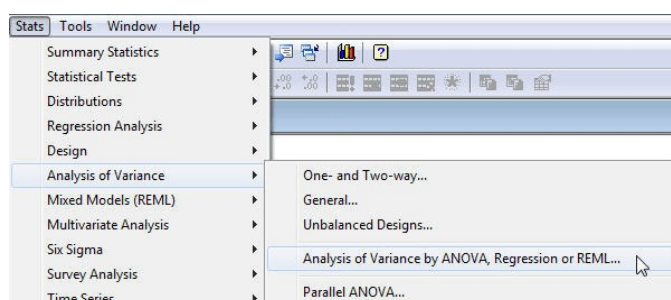 Stats Tools Window Help
Summary Statistics
Statistical Tests
Distributions
Regression Analysis
Design
Analysis of Variance
Mixed Models (REML)
Multivariate Analysis
Six Sigma
Survey Analysis
Time Series
One- and Two-way...
General...
Unbalanced Designs...
Analysis of Variance by ANOVA, Regression or REML...
Parallel ANOVA...